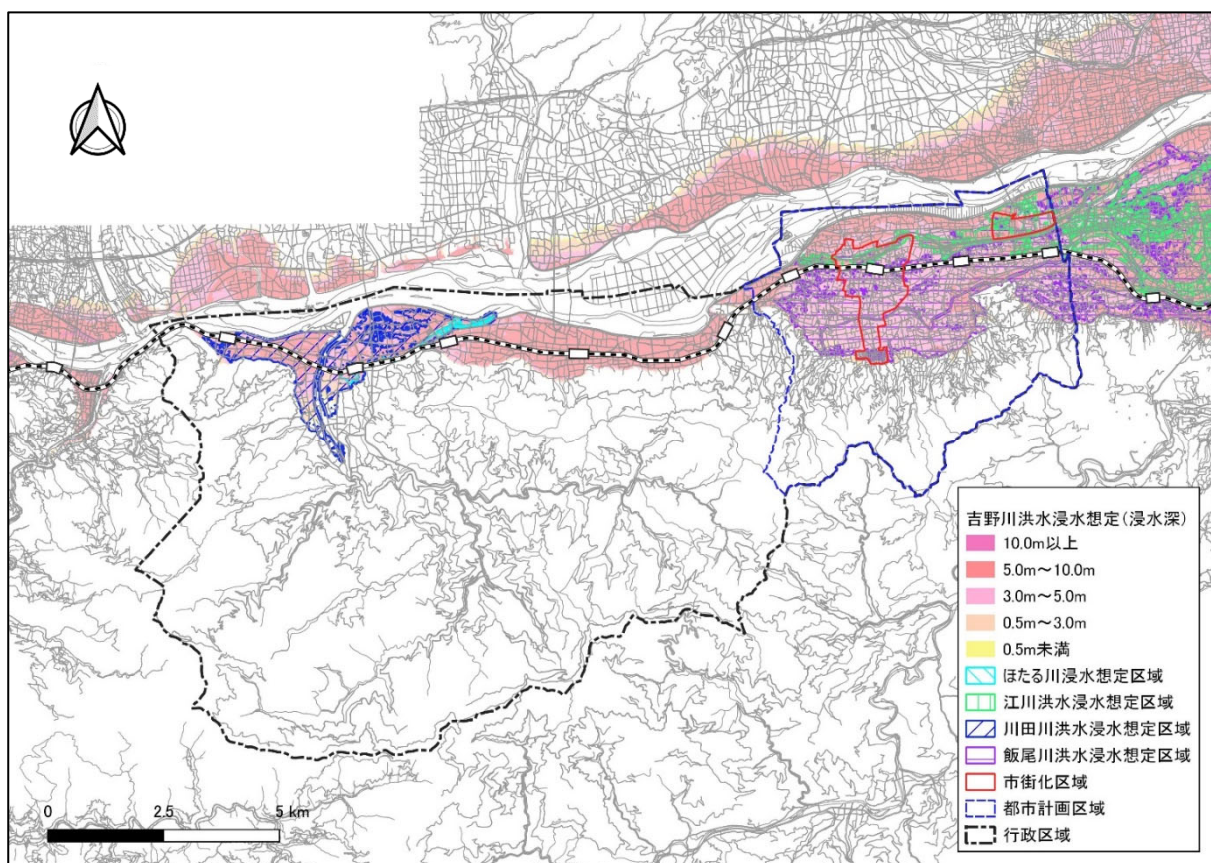 吉野川洪水浸水想定(浸水深)
10.0m以上
5.0m～10.0m
3.0m～5.0m
0.5m～3.0m
0.5m未満
ほたる川浸水想定区域
江川洪水浸水想定区域
川田川洪水浸水想定区域
飯尾川洪水浸水想定区域
市街化区域
都市計画区域
行政区域
0 2.5 5 km